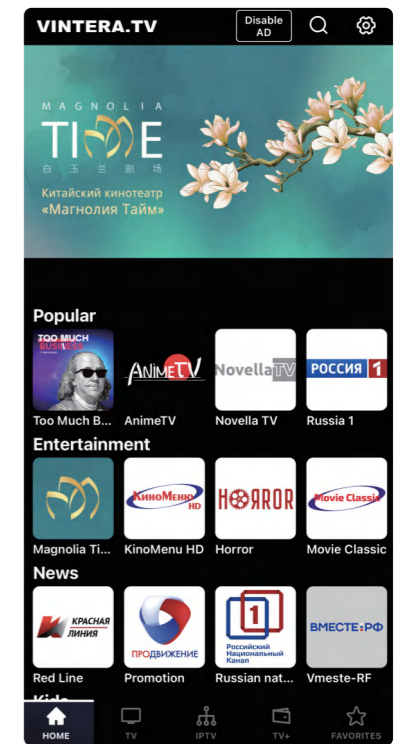 VINTERA.TV
Disable
AD
MAGNOLIA
TIME
白玉兰剧场
Китайский кинотеатр
«Магнолия Тайм»
Popular
TOO MUCH
BUSINESS
ANIMETV
NovellaTV
РОССИЯ 1
Too Much B...
AnimeTV
Novella TV
Russia 1
Entertainment
КиноМеню
HD
HORROR
Movie Classic
Magnolia Ti...
KinoMenu HD
Horror
Movie Classic
News
КРАСНАЯ
ЛИНИЯ
ПРОДВИЖЕНИЕ
1
Российский
Национальный
Канал
ВМЕСТЕ:РФ
Red Line
Promotion
Russian nat...
Vmeste-RF
Kids
HOME
TV
IPTV
TV+
FAVORITES